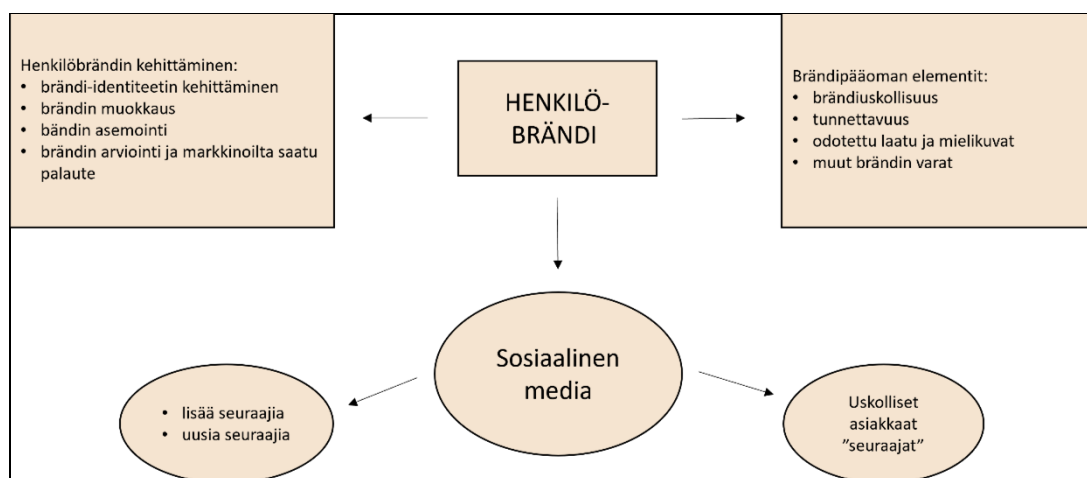 Henkilöbrändin kehittäminen:
• brändi-identiteetin kehittäminen
• brändin muokkaus
• bändin asemointi
• brändin arviointi ja markkinoilta saatu
palaute
HENKILÖ-
BRÄNDI
Brändipääoman elementit:
• brändiuskollisuus
• tunnettavuus
• odotettu laatu ja mielikuvat
• muut brändin varat
Sosiaalinen
media
• lisää seuraajia
• uusia seuraajia
Uskolliset
asiakkaat
”seuraajat”